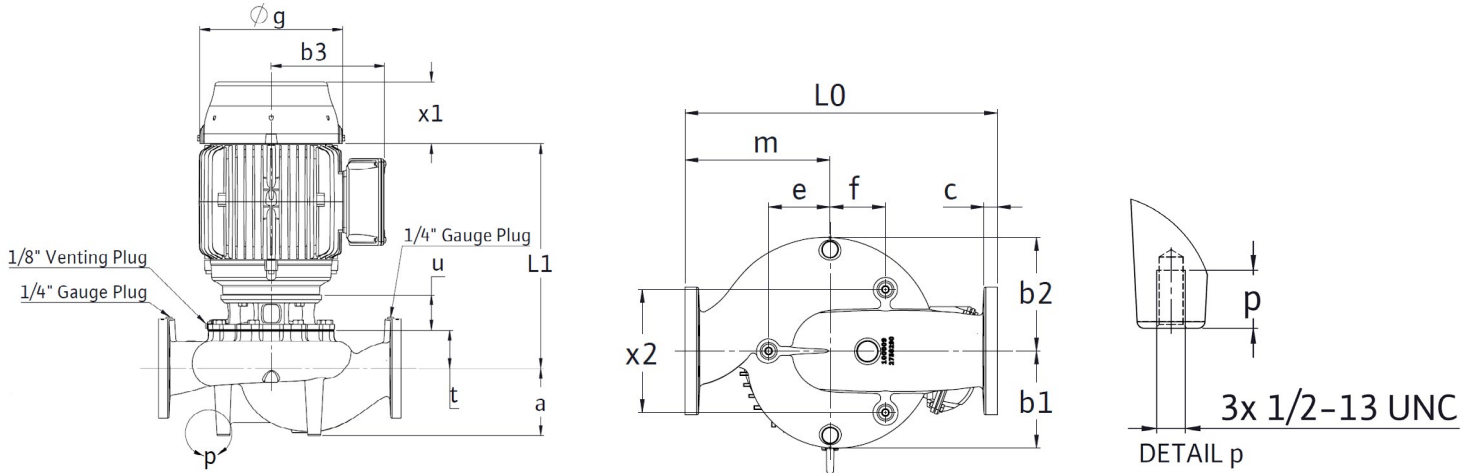 Øg
b3
x1
1/4" Gauge Plug
1/8" Venting Plug
u
L1
1/4" Gauge Plug
t
a
p
L0
m
e
f
c
b2
x2
b1
p
3x 1/2-13 UNC
DETAIL p